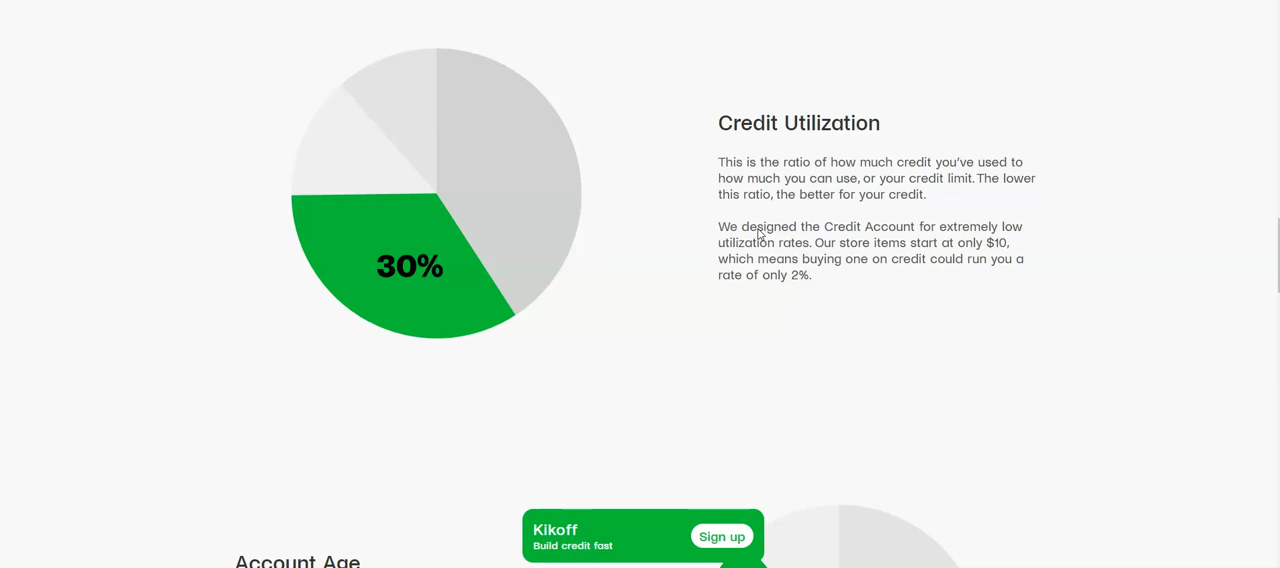 Credit Utilization
This is the ratio of how much credit you've used to
how much you can use, or your credit limit. The lower
this ratio, the better for your credit.
We designed the Credit Account for extremely low
utilization rates. Our store items start at only $10,
which means buying one on credit could run you a
rate of only 2%.
30%
Kikoff
Build credit fast
Sign up
Account Age